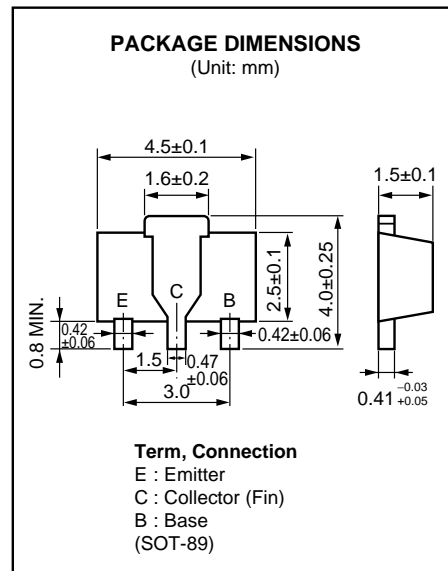 PACKAGE DIMENSIONS
(Unit: mm)
4.5±0.1
1.6±0.2
1.5±0.1
E
C
B
2.5±0.1
4.0±0.25
0.8 MIN.
0.42
±0.06
0.42±0.06
1.5
0.47
±0.06
3.0
0.41 −0.03
+0.05
Term, Connection
E : Emitter
C : Collector (Fin)
B : Base
(SOT-89)